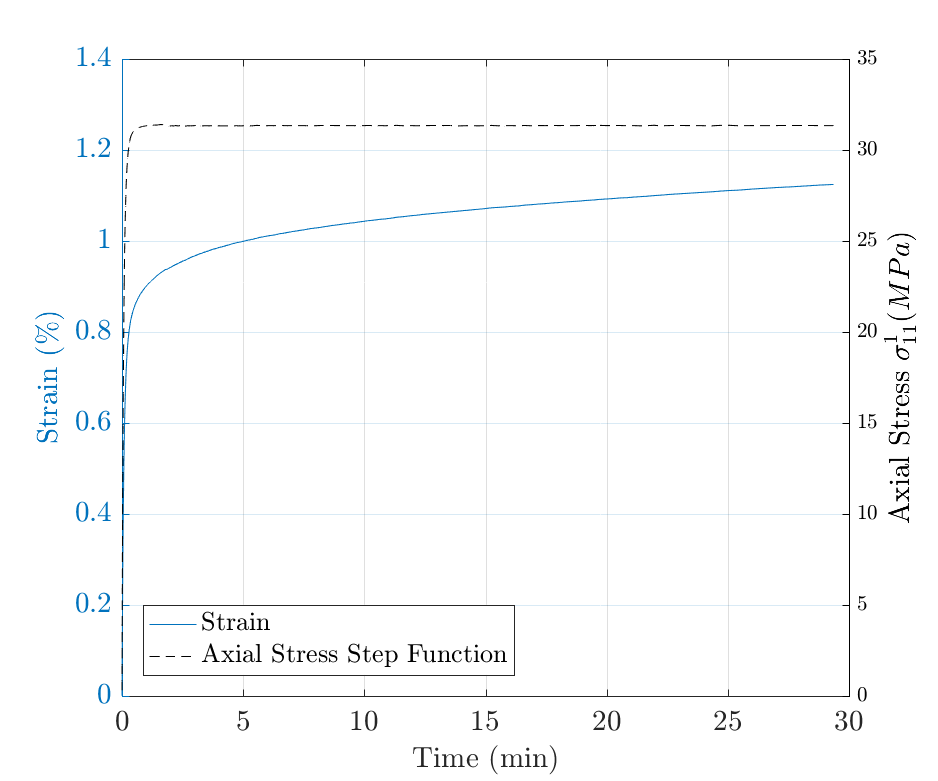 1.4
1.2
1
0.8
0.6
0.4
0.2
0
Strain (%)
35
30
25
20
15
10
5
0
Axial Stress σ¹₁₁(MPa)
Strain
Axial Stress Step Function
0 5 10 15 20 25 30
Time (min)